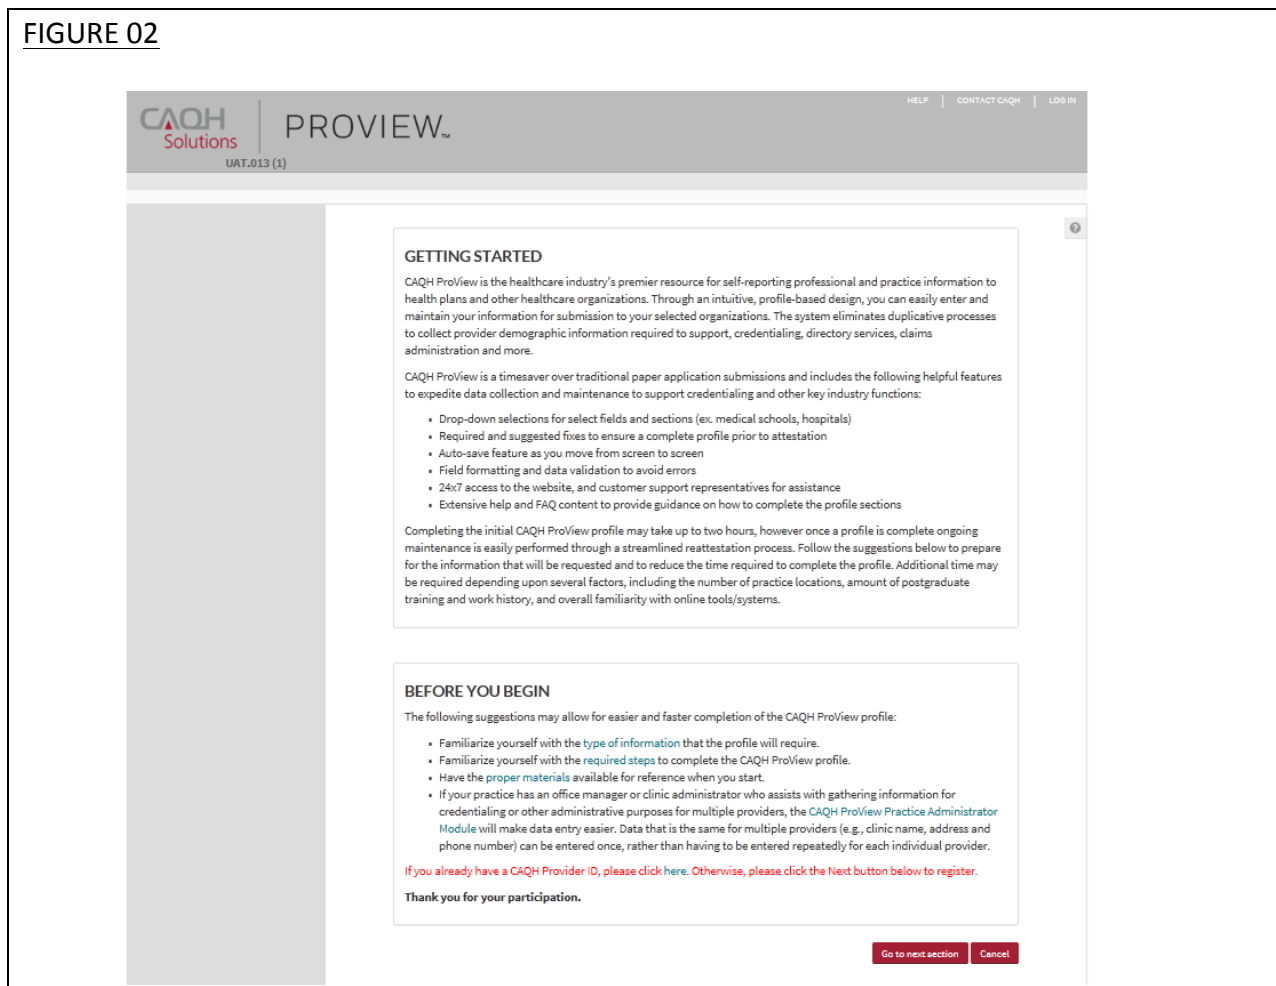 FIGURE 02
HELP | CONTACT CAQH | LOG IN
CAQH
Solutions
PROVIEW™
UAT.013 (1)
GETTING STARTED
CAQH ProView is the healthcare industry's premier resource for self-reporting professional and practice information to
health plans and other healthcare organizations. Through an intuitive, profile-based design, you can easily enter and
maintain your information for submission to your selected organizations. The system eliminates duplicative processes
to collect provider demographic information required to support, credentialing, directory services, claims
administration and more.
CAQH ProView is a timesaver over traditional paper application submissions and includes the following helpful features
to expedite data collection and maintenance to support credentialing and other key industry functions:
• Drop-down selections for select fields and sections (ex. medical schools, hospitals)
• Required and suggested fixes to ensure a complete profile prior to attestation
• Auto-save feature as you move from screen to screen
• Field formatting and data validation to avoid errors
• 24x7 access to the website, and customer support representatives for assistance
• Extensive help and FAQ content to provide guidance on how to complete the profile sections
Completing the initial CAQH ProView profile may take up to two hours, however once a profile is complete ongoing
maintenance is easily performed through a streamlined reattestation process. Follow the suggestions below to prepare
for the information that will be requested and to reduce the time required to complete the profile. Additional time may
be required depending upon several factors, including the number of practice locations, amount of postgraduate
training and work history, and overall familiarity with online tools/systems.
BEFORE YOU BEGIN
The following suggestions may allow for easier and faster completion of the CAQH ProView profile:
• Familiarize yourself with the type of information that the profile will require.
• Familiarize yourself with the required steps to complete the CAQH ProView profile.
• Have the proper materials available for reference when you start.
• If your practice has an office manager or clinic administrator who assists with gathering information for
credentialing or other administrative purposes for multiple providers, the CAQH ProView Practice Administrator
Module will make data entry easier. Data that is the same for multiple providers (e.g., clinic name, address and
phone number) can be entered once, rather than having to be entered repeatedly for each individual provider.
If you already have a CAQH Provider ID, please click here. Otherwise, please click the Next button below to register.
Thank you for your participation.
Go to next section Cancel